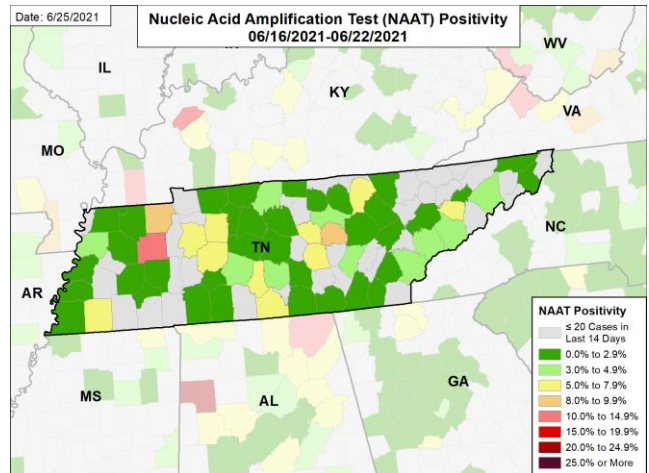 Date: 6/25/2021
Nucleic Acid Amplification Test (NAAT) Positivity
06/16/2021-06/22/2021
WV
IL
KY
VA
MO
TN
NC
AR
MS
AL
GA
NAAT Positivity
≤ 20 Cases in
Last 14 Days
0.0% to 2.9%
3.0% to 4.9%
5.0% to 7.9%
8.0% to 9.9%
10.0% to 14.9%
15.0% to 19.9%
20.0% to 24.9%
25.0% or More